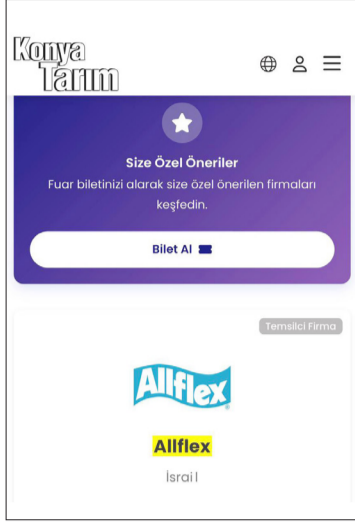 Konya
Tarım
Size Özel Öneriler
Fuar biletinizi alarak size özel önerilen firmaları
keşfedin.
Bilet Al
Temsilci Firma
Allflex
Allflex
İsrail